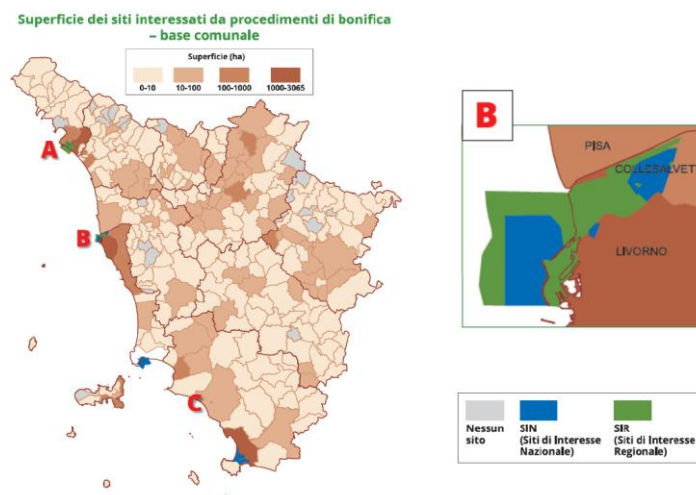 Superficie dei siti interessati da procedimenti di bonifica
– base comunale
Superficie (ha)
0-10 10-100 100-1000 1000-3065
A
B
C
B
PISA
COLLESALVET
LIVORNO
Nessun
sito
SIN
(Siti di Interesse
Nazionale)
SIR
(Siti di Interesse
Regionale)